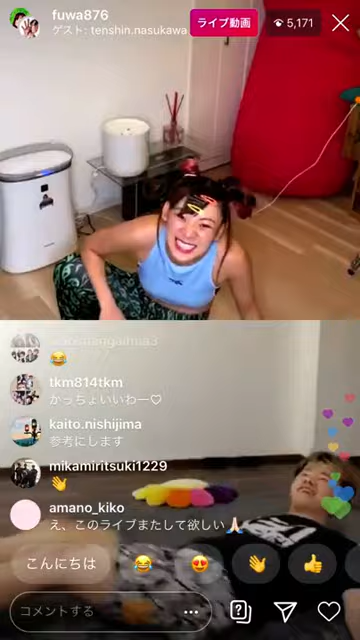 fuwa876
ゲスト: tenshin.nasukawa
ライブ動画
5,171
tkm814tkm
かっちょいいわー♡
kaito.nishijima
参考にします
mikamiritsuki1229
👋
amano_kiko
え、このライブまたして欲しい🙏🏻
こんにちは
コメントする